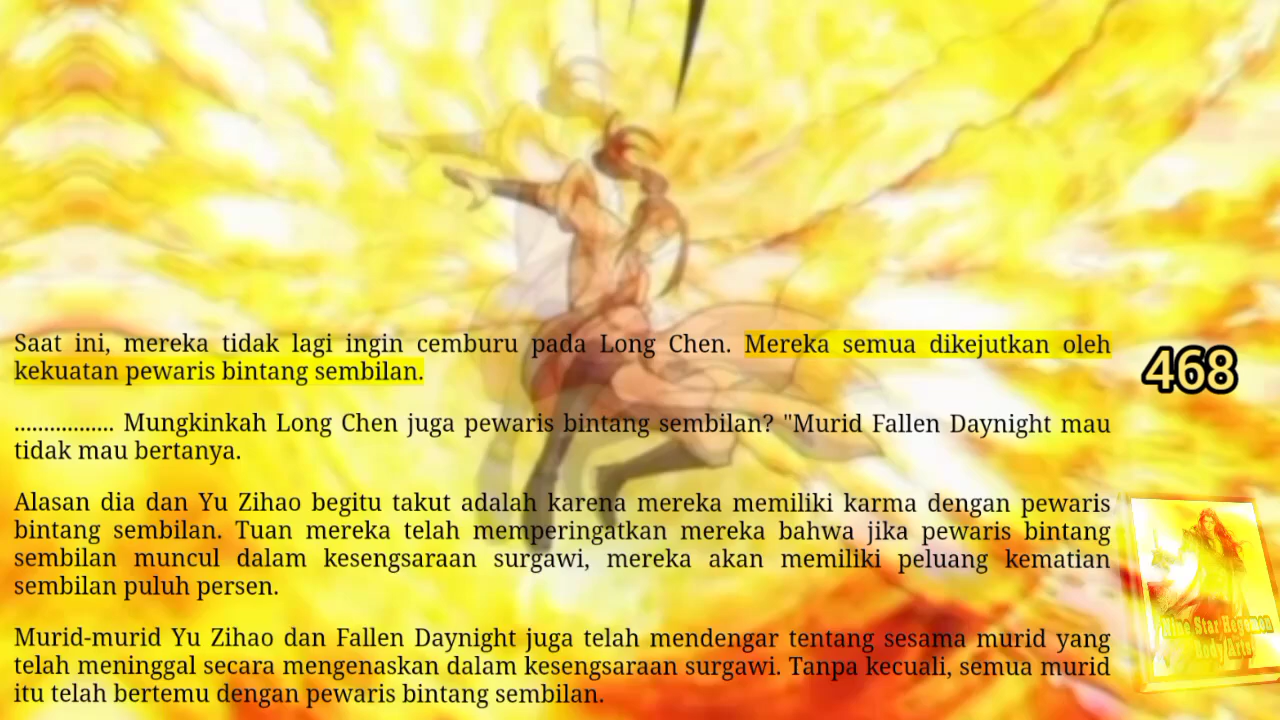 Saat ini, mereka tidak lagi ingin cemburu pada Long Chen. Mereka semua dikejutkan oleh
kekuatan pewaris bintang sembilan.
468
................. Mungkinkah Long Chen juga pewaris bintang sembilan? "Murid Fallen Daynight mau
tidak mau bertanya.
Alasan dia dan Yu Zihao begitu takut adalah karena mereka memiliki karma dengan pewaris
bintang sembilan. Tuan mereka telah memperingatkan mereka bahwa jika pewaris bintang
sembilan muncul dalam kesengsaraan surgawi, mereka akan memiliki peluang kematian
sembilan puluh persen.
Murid-murid Yu Zihao dan Fallen Daynight juga telah mendengar tentang sesama murid yang
telah meninggal secara mengenaskan dalam kesengsaraan surgawi. Tanpa kecuali, semua murid
itu telah bertemu dengan pewaris bintang sembilan.
Nine Star Hegemon
Body Arts